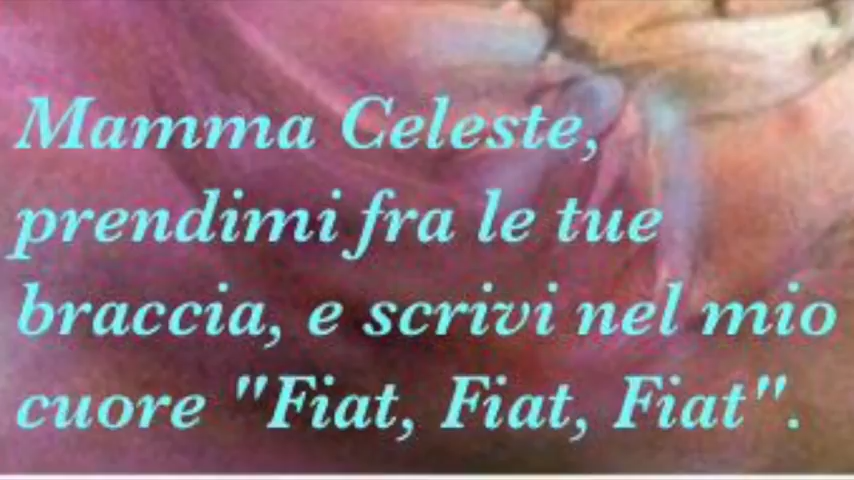 Mamma Celeste,
prendimi fra le tue
braccia, e scrivi nel mio
cuore "Fiat, Fiat, Fiat".